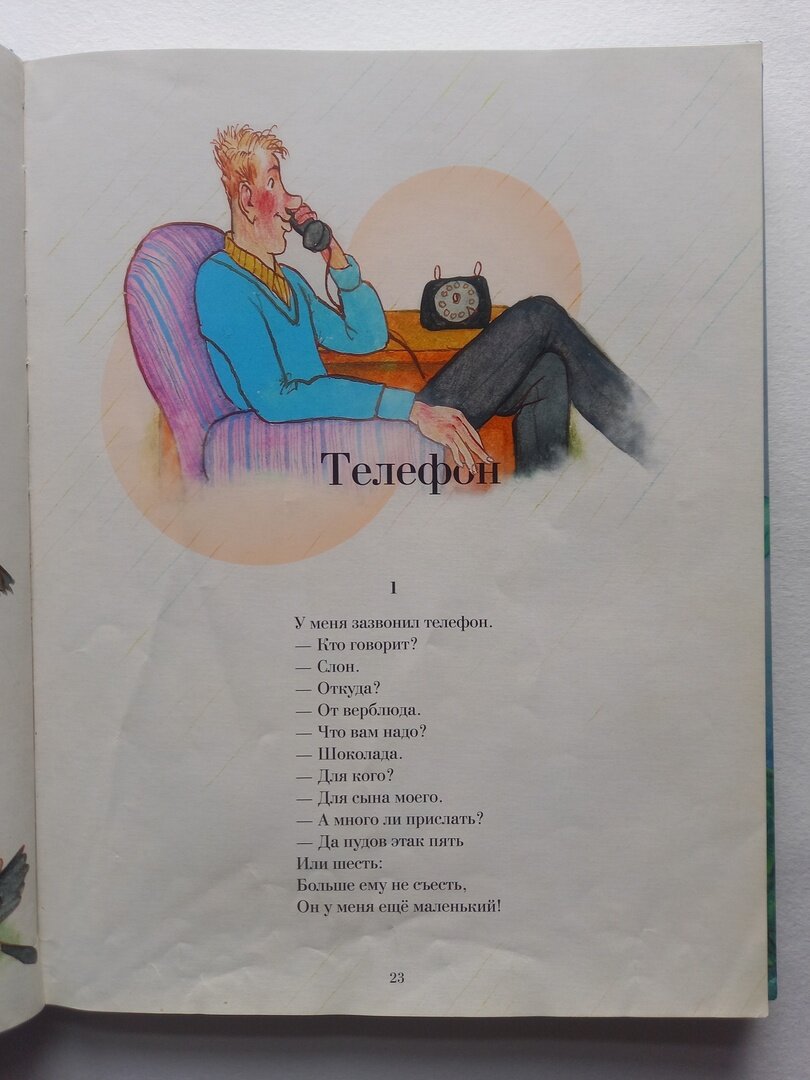 Телефон
1
У меня зазвонил телефон.
— Кто говорит?
— Слон.
— Откуда?
— От верблюда.
— Что вам надо?
— Шоколада.
— Для кого?
— Для сына моего.
— А много ли прислать?
— Да пудов этак пять
Или шесть:
Больше ему не съесть,
Он у меня ещё маленький!
23